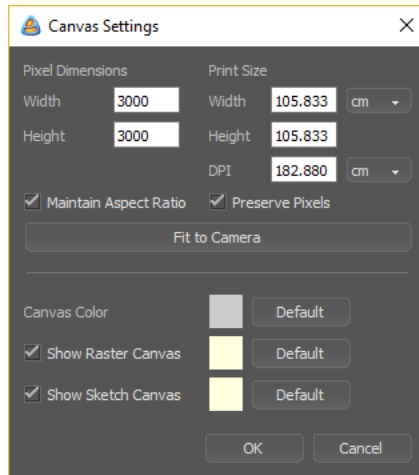 Canvas Settings
Pixel Dimensions Print Size
Width 3000 Width 105.833 cm
Height 3000 Height 105.833
DPI 182.880 cm
Maintain Aspect Ratio Preserve Pixels
Fit to Camera
Canvas Color Default
Show Raster Canvas Default
Show Sketch Canvas Default
OK Cancel